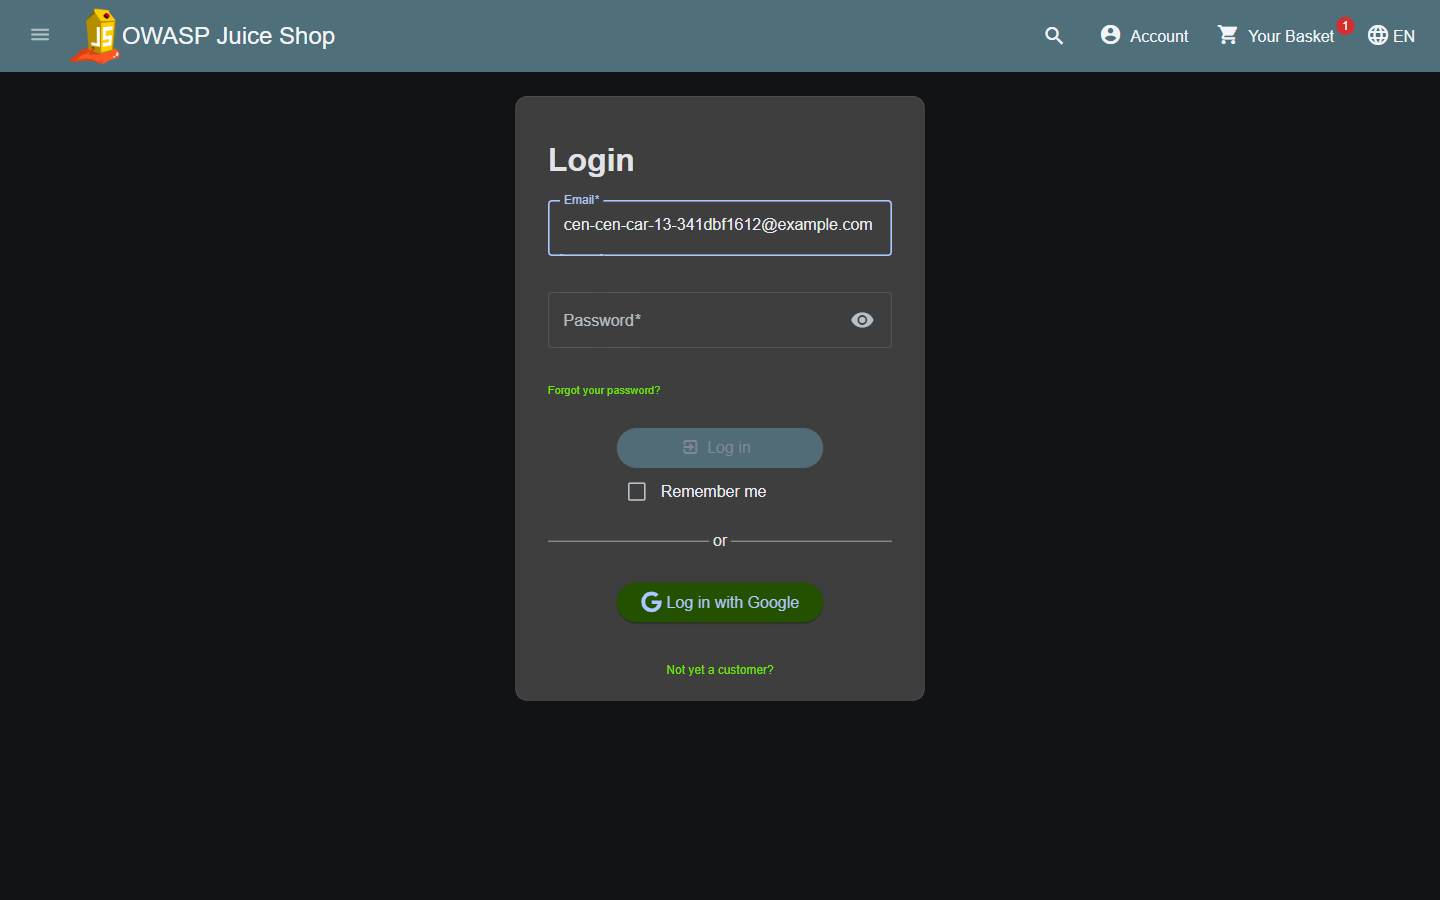 JS
OWASP Juice Shop
Account
Your Basket
1
EN
Login
Email*
cen-cen-car-13-341dbf1612@example.com
Password*
Forgot your password?
Log in
Remember me
or
G Log in with Google
Not yet a customer?